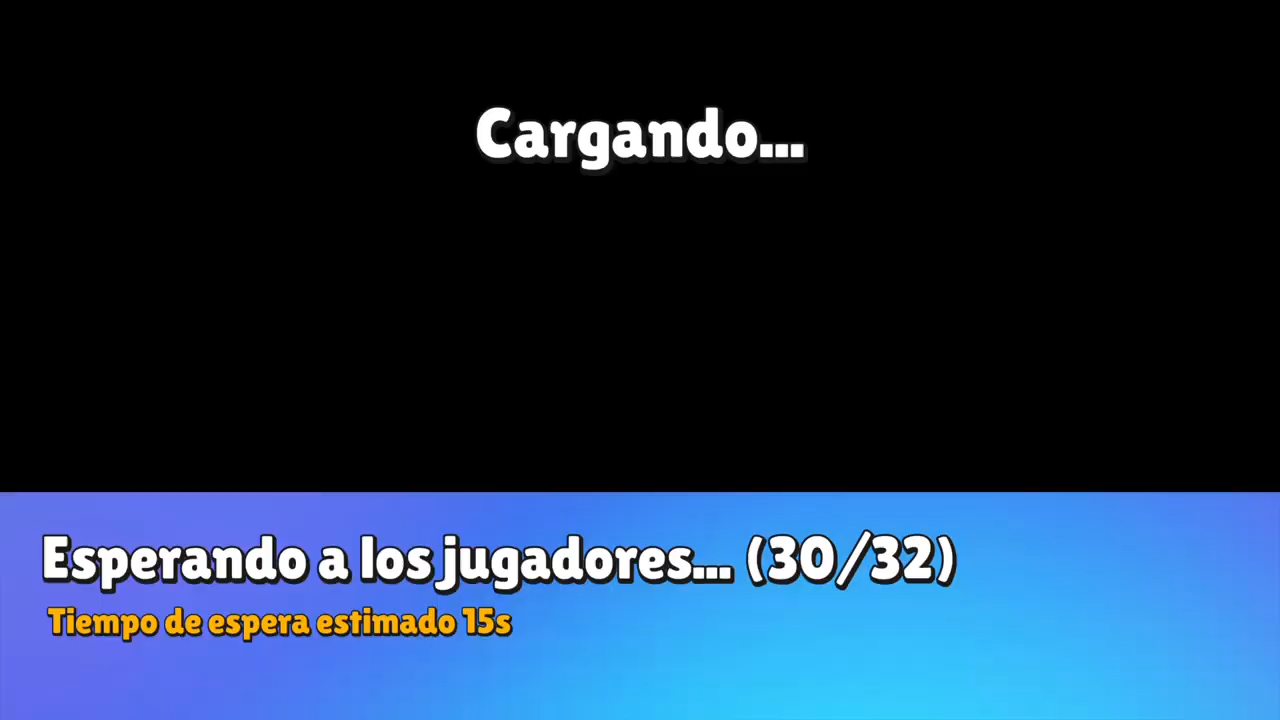 Cargando...
Esperando a los jugadores... (30/32)
Tiempo de espera estimado 15s